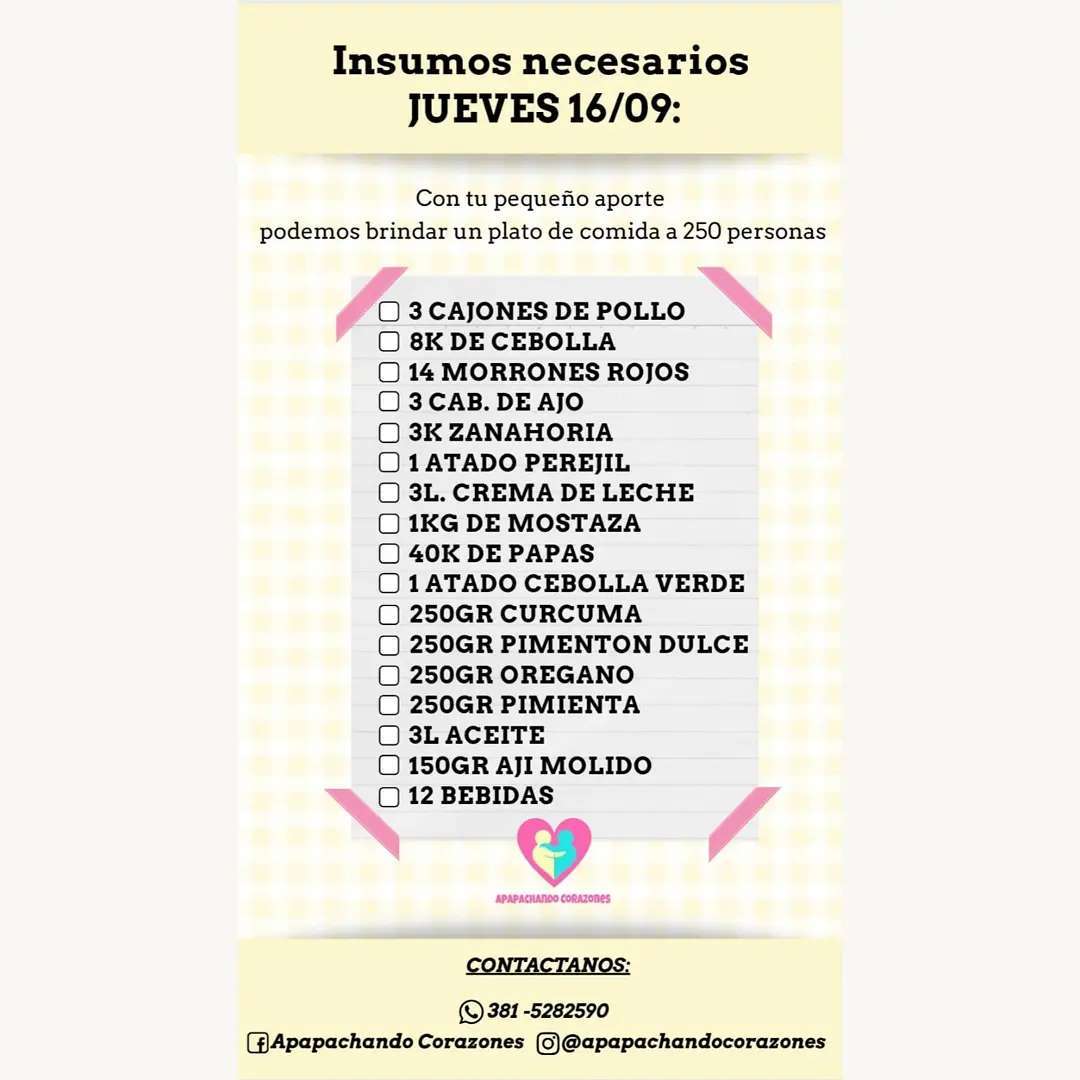 Insumos necesarios
JUEVES 16/09:
Con tu pequeño aporte
podemos brindar un plato de comida a 250 personas
3 CAJONES DE POLLO
8K DE CEBOLLA
14 MORRONES ROJOS
3 CAB. DE AJO
3K ZANAHORIA
1 ATADO PEREJIL
3L. CREMA DE LECHE
1KG DE MOSTAZA
40K DE PAPAS
1 ATADO CEBOLLA VERDE
250GR CURCUMA
250GR PIMENTON DULCE
250GR OREGANO
250GR PIMIENTA
3L ACEITE
150GR AJI MOLIDO
12 BEBIDAS
APAPACHANDO CORAZONES
CONTACTANOS:
381 -5282590
Apapachando Corazones @apapachandocorazones